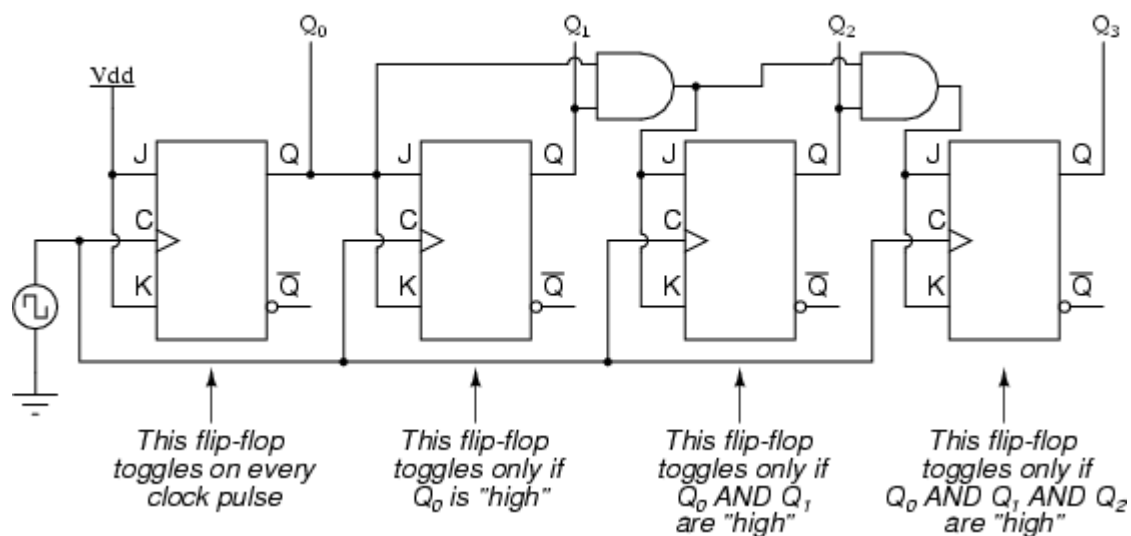 Q0 Q1 Q2 Q3
Vdd
J Q J Q J Q J Q
C C C C
K Q̅ K Q̅ K Q̅ K Q̅
This flip-flop
toggles on every
clock pulse
This flip-flop
toggles only if
Q0 is "high"
This flip-flop
toggles only if
Q0 AND Q1
are "high"
This flip-flop
toggles only if
Q0 AND Q1 AND Q2
are "high"